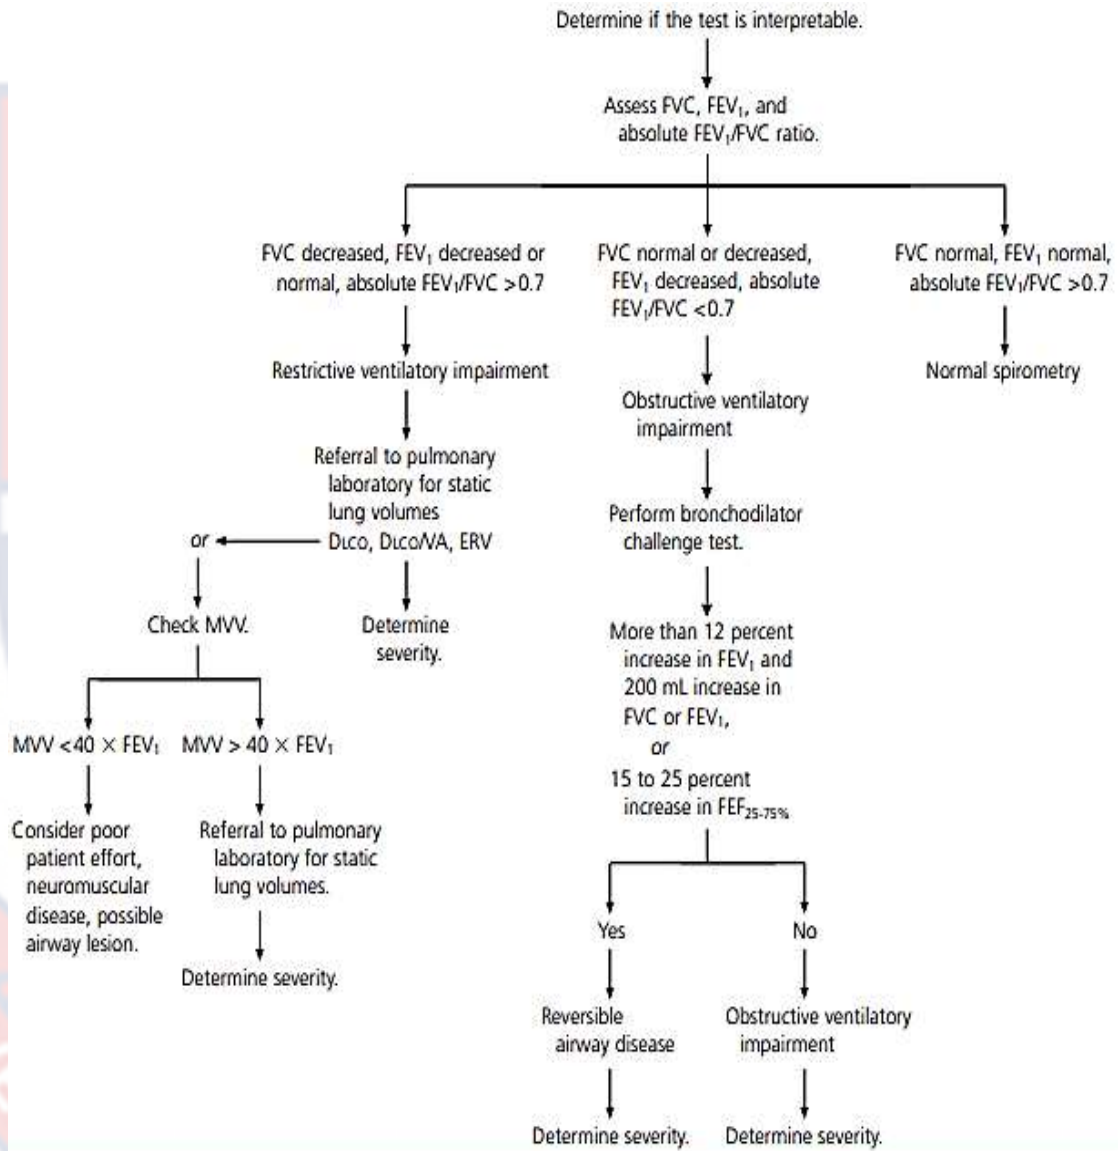 Determine if the test is interpretable.
Assess FVC, FEV₁, and
absolute FEV₁/FVC ratio.
FVC decreased, FEV₁ decreased or
normal, absolute FEV₁/FVC >0.7
FVC normal or decreased,
FEV₁ decreased, absolute
FEV₁/FVC <0.7
FVC normal, FEV₁ normal,
absolute FEV₁/FVC >0.7
Restrictive ventilatory impairment
Normal spirometry
Obstructive ventilatory
impairment
Referral to pulmonary
laboratory for static
lung volumes
DLCO, DLCO/VA, ERV
or
Perform bronchodilator
challenge test.
Check MVV.
Determine
severity.
More than 12 percent
increase in FEV₁ and
200 mL increase in
FVC or FEV₁,
or
15 to 25 percent
increase in FEF₂₅₋₇₅%
MVV <40 × FEV₁
MVV > 40 × FEV₁
Consider poor
patient effort,
neuromuscular
disease, possible
airway lesion.
Referral to pulmonary
laboratory for static
lung volumes.
Determine severity.
Yes
No
Reversible
airway disease
Obstructive ventilatory
impairment
Determine severity.
Determine severity.